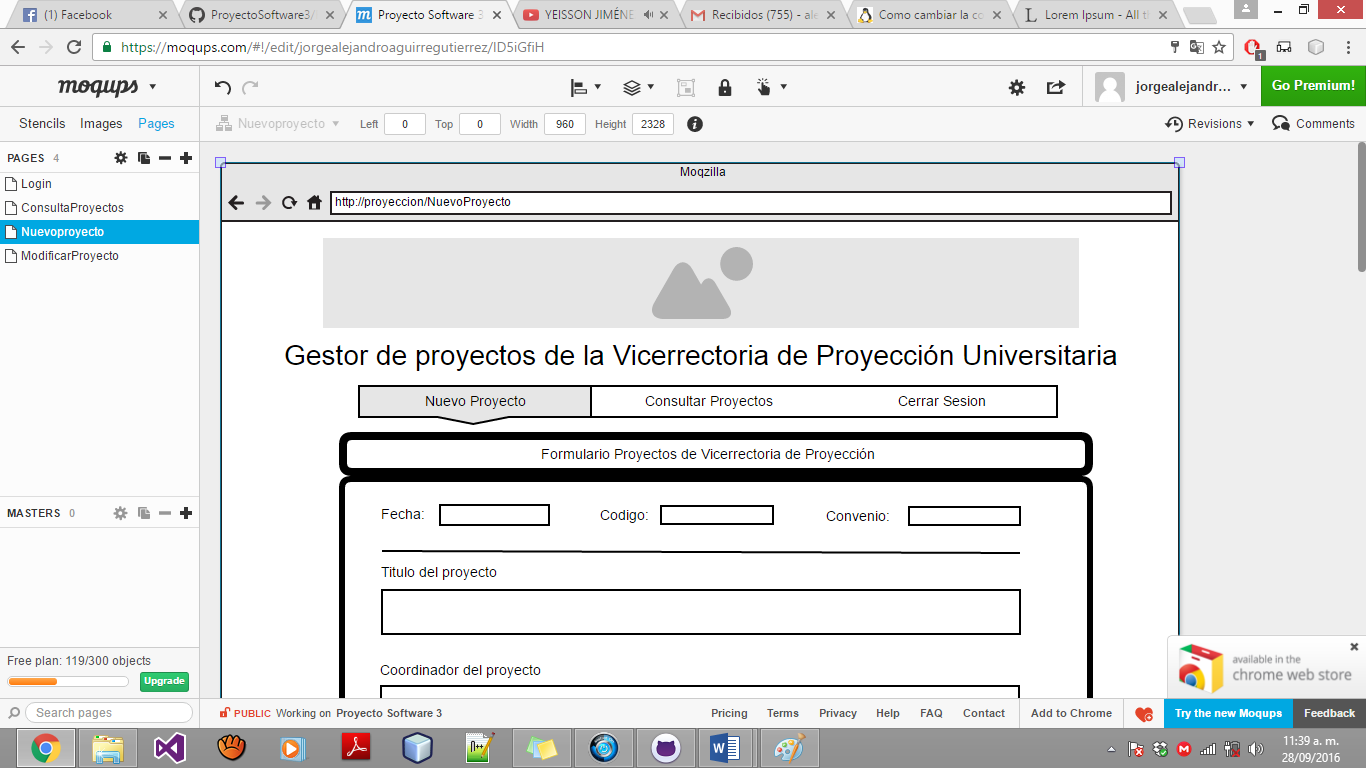 (1) Facebook
ProyectoSoftware3/
Proyecto Software 3
YEISSON JIMÉNE
Recibidos (755) - ale
Como cambiar la co
Lorem Ipsum - All t
https://moqups.com/#!/edit/jorgealejandroaguirregutierrez/ID5iGfiH
1
moqups
jorgealejandr...
Go Premium!
Stencils Images Pages
Nuevoproyecto
Left 0 Top 0 Width 960 Height 2328
Revisions
Comments
PAGES 4
Login
ConsultaProyectos
Nuevoproyecto
ModificarProyecto
Moqzilla
http://proyeccion/NuevoProyecto
Gestor de proyectos de la Vicerrectoria de Proyección Universitaria
Nuevo Proyecto Consultar Proyectos Cerrar Sesion
Formulario Proyectos de Vicerrectoria de Proyección
Fecha: Codigo: Convenio:
Titulo del proyecto
Coordinador del proyecto
MASTERS 0
Free plan: 119/300 objects
Upgrade
Search pages
available in the
chrome web store
PUBLIC Working on Proyecto Software 3
Pricing Terms Privacy Help FAQ Contact Add to Chrome
Try the new Moqups
Feedback
11:39 a. m.
28/09/2016